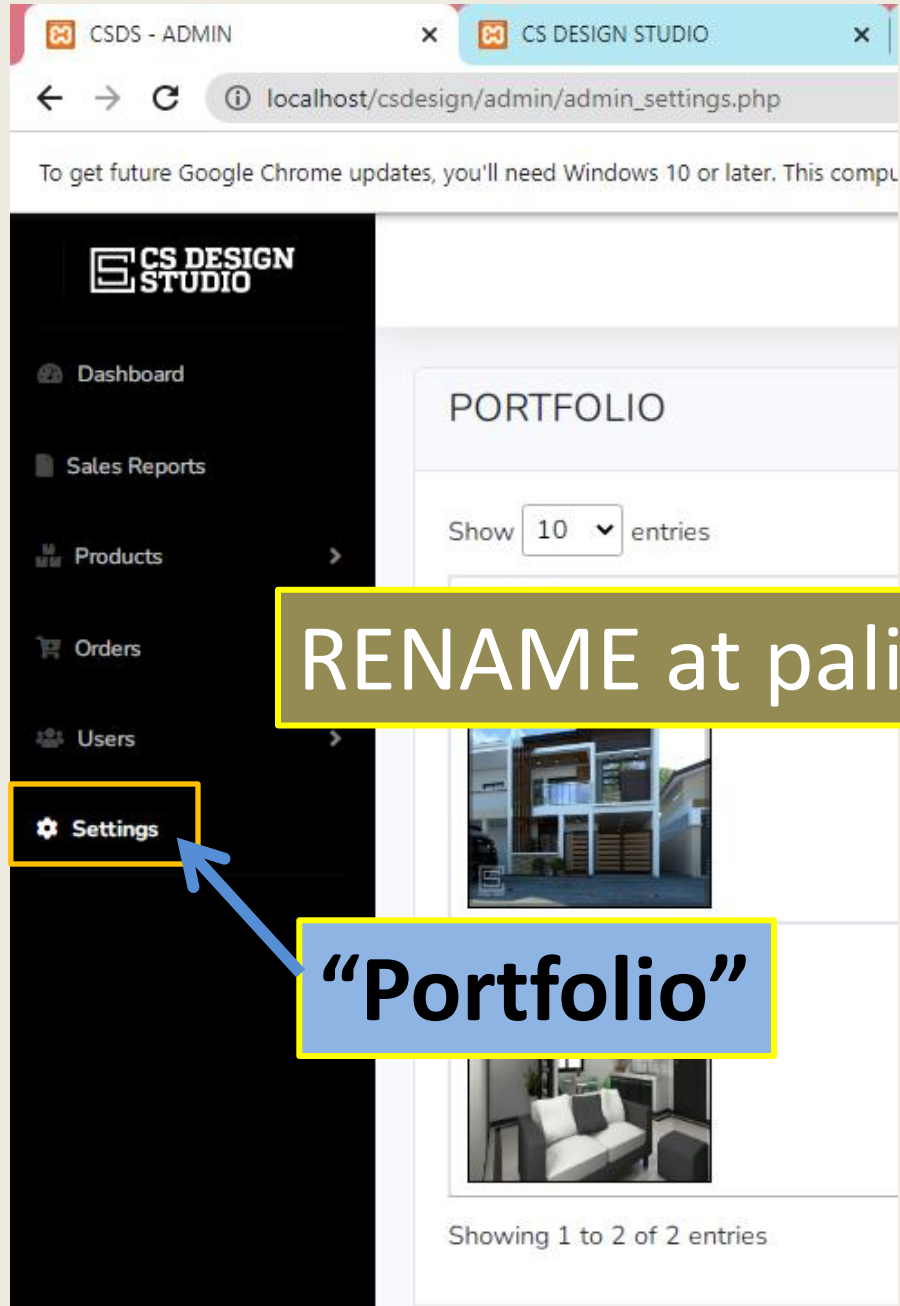 CSDS - ADMIN
CS DESIGN STUDIO
localhost/csdesign/admin/admin_settings.php
To get future Google Chrome updates, you'll need Windows 10 or later. This
CS DESIGN
STUDIO
Dashboard
Sales Reports
Products
Orders
Users
Settings
PORTFOLIO
Show 10 entries
RENAME at
“Portfolio”
Showing 1 to 2 of 2 entries